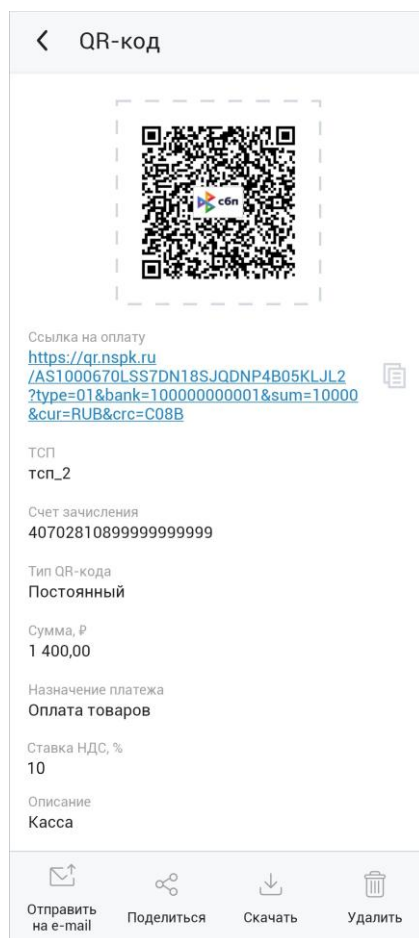 QR-код
сбп
Ссылка на оплату
https://qr.nspk.ru
/AS1000670LSS7DN18SJQDNP4B05KLJL2
?type=01&bank=100000000001&sum=10000
&cur=RUB&crc=C08B
ТСП
тсп_2
Счет зачисления
40702810899999999999
Тип QR-кода
Постоянный
Сумма, ₽
1 400,00
Назначение платежа
Оплата товаров
Ставка НДС, %
10
Описание
Касса
Отправить
на e-mail
Поделиться
Скачать
Удалить